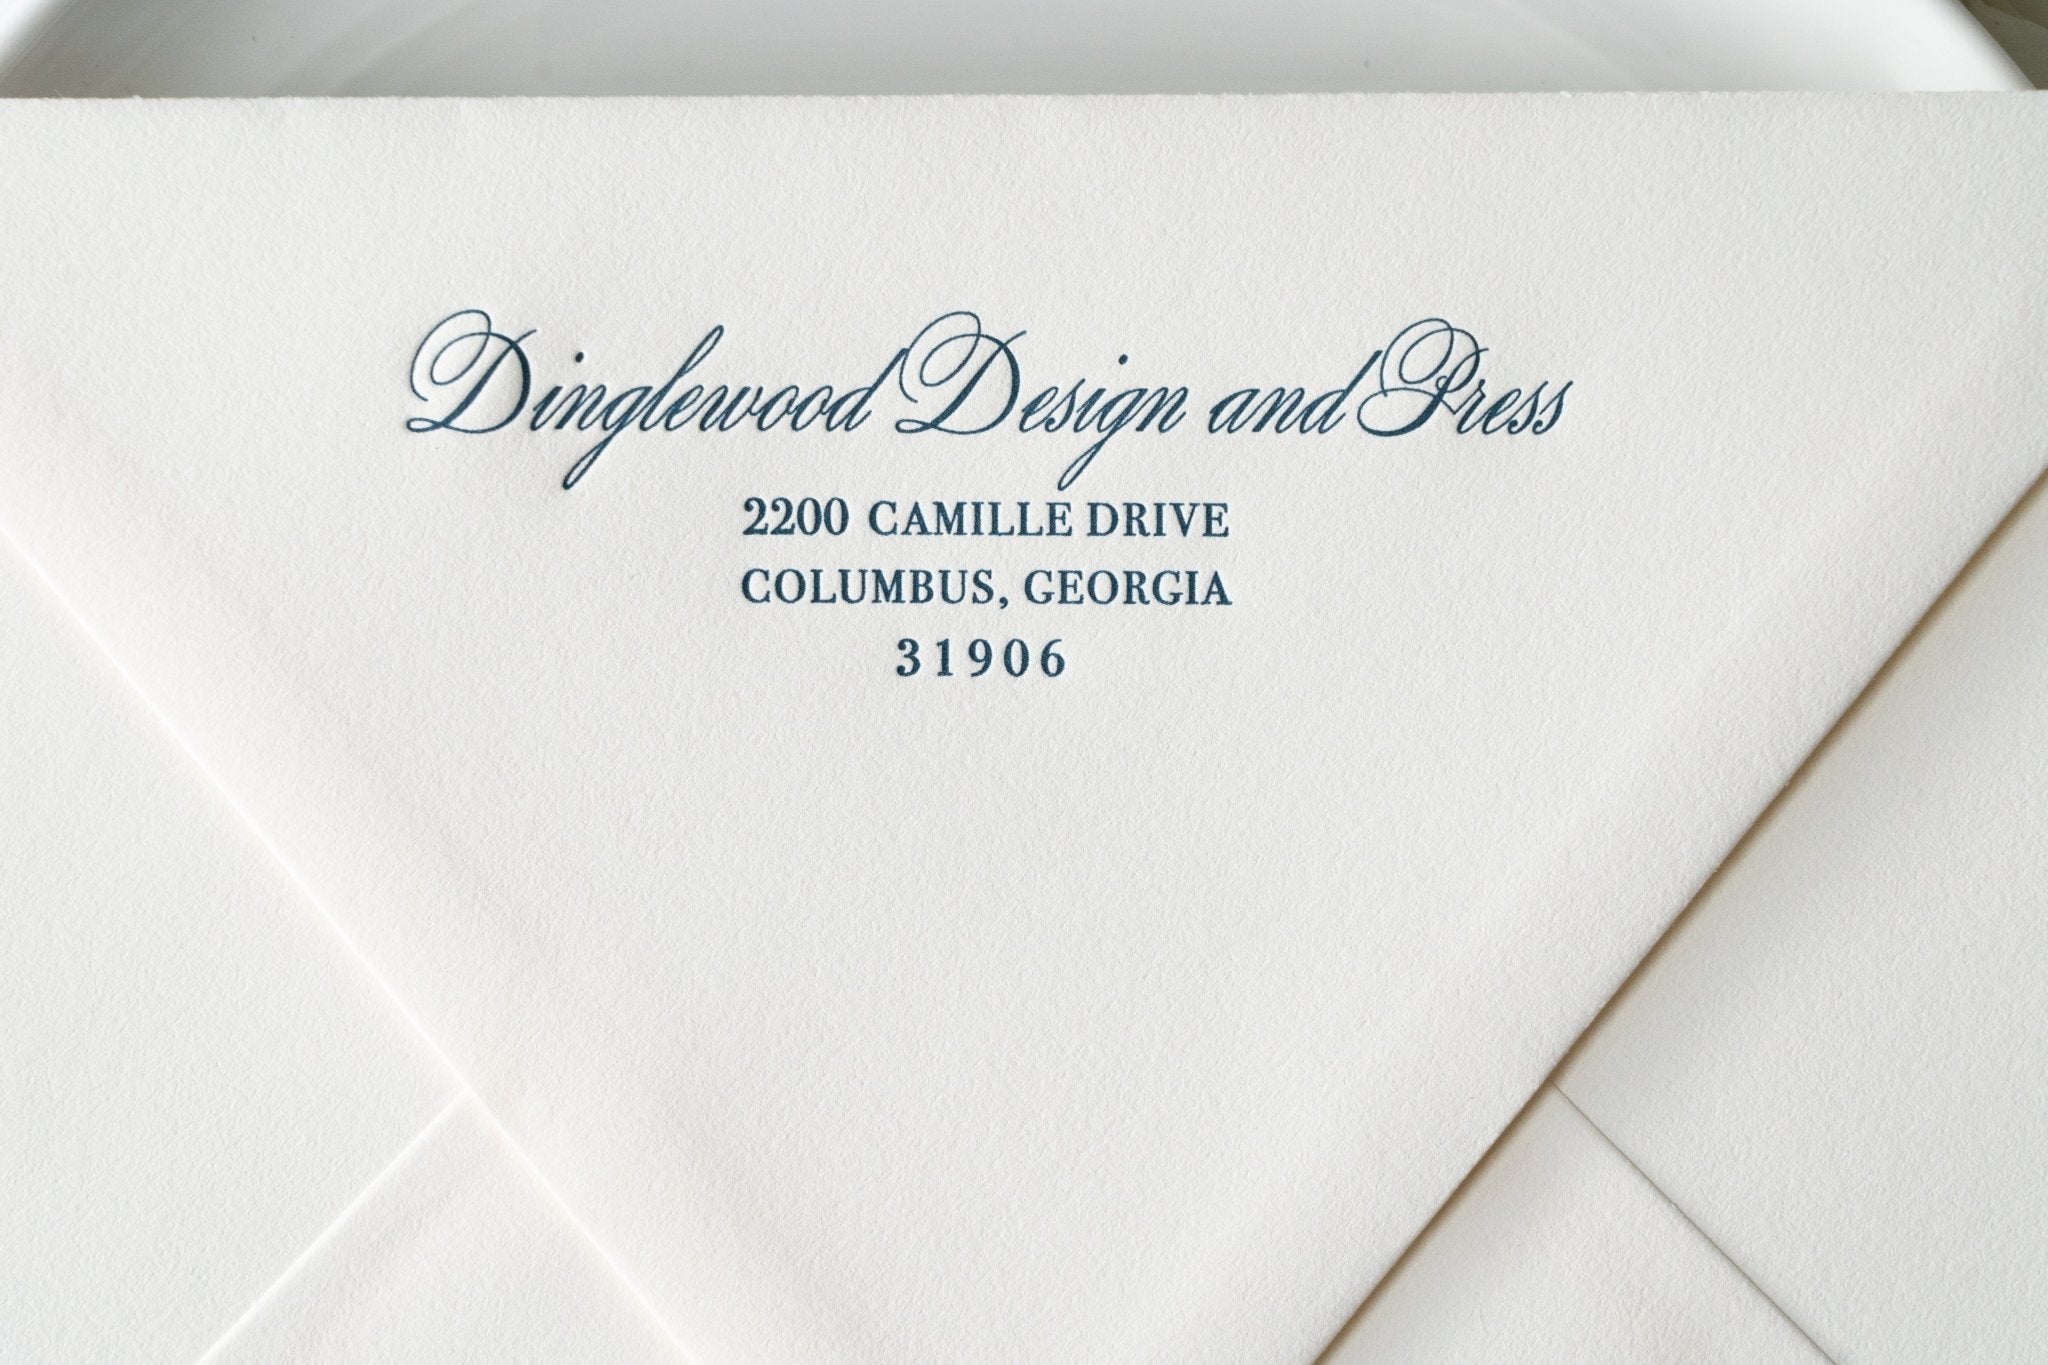 Dinglewood Design and Press
2200 CAMILLE DRIVE
COLUMBUS, GEORGIA
31906